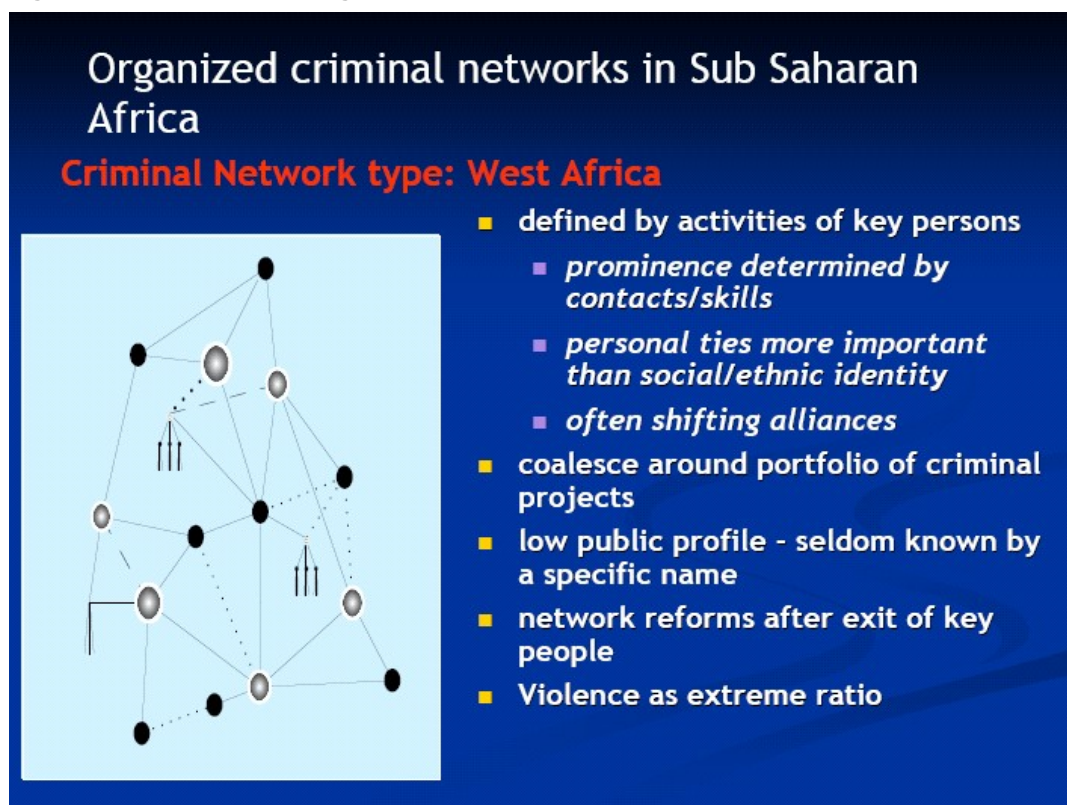 Organized criminal networks in Sub Saharan
Africa
Criminal Network type: West Africa
defined by activities of key persons
prominence determined by
contacts/skills
personal ties more important
than social/ethnic identity
often shifting alliances
coalesce around portfolio of criminal
projects
low public profile - seldom known by
a specific name
network reforms after exit of key
people
Violence as extreme ratio